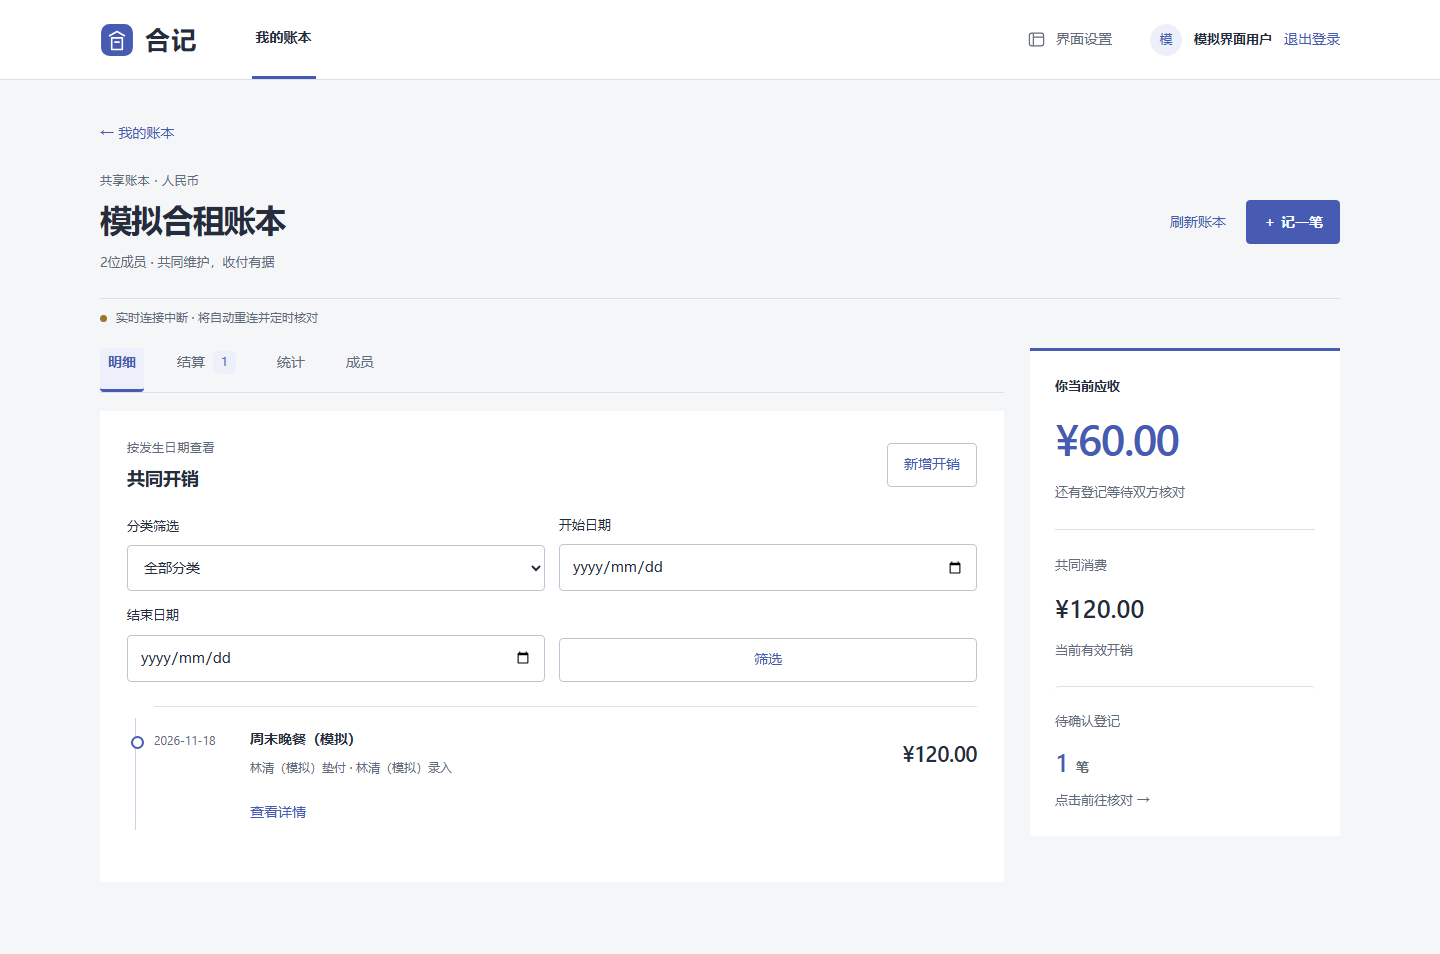 合记
我的账本
界面设置
模
模拟界面用户
退出登录
← 我的账本
共享账本 · 人民币
模拟合租账本
2位成员 · 共同维护，收付有据
刷新账本
+ 记一笔
实时连接中断 · 将自动重连并定时核对
明细
结算 1
统计
成员
按发生日期查看
共同开销
新增开销
分类筛选
全部分类
开始日期
yyyy/mm/dd
结束日期
yyyy/mm/dd
筛选
2026-11-18
周末晚餐（模拟）
林清（模拟）垫付 · 林清（模拟）录入
¥120.00
查看详情
你当前应收
¥60.00
还有登记等待双方核对
共同消费
¥120.00
当前有效开销
待确认登记
1 笔
点击前往核对 →